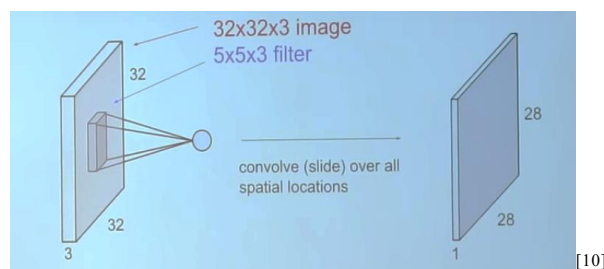 32x32x3 image
5x5x3 filter
32
32
3
convolve (slide) over all
spatial locations
28
28
1
[10]